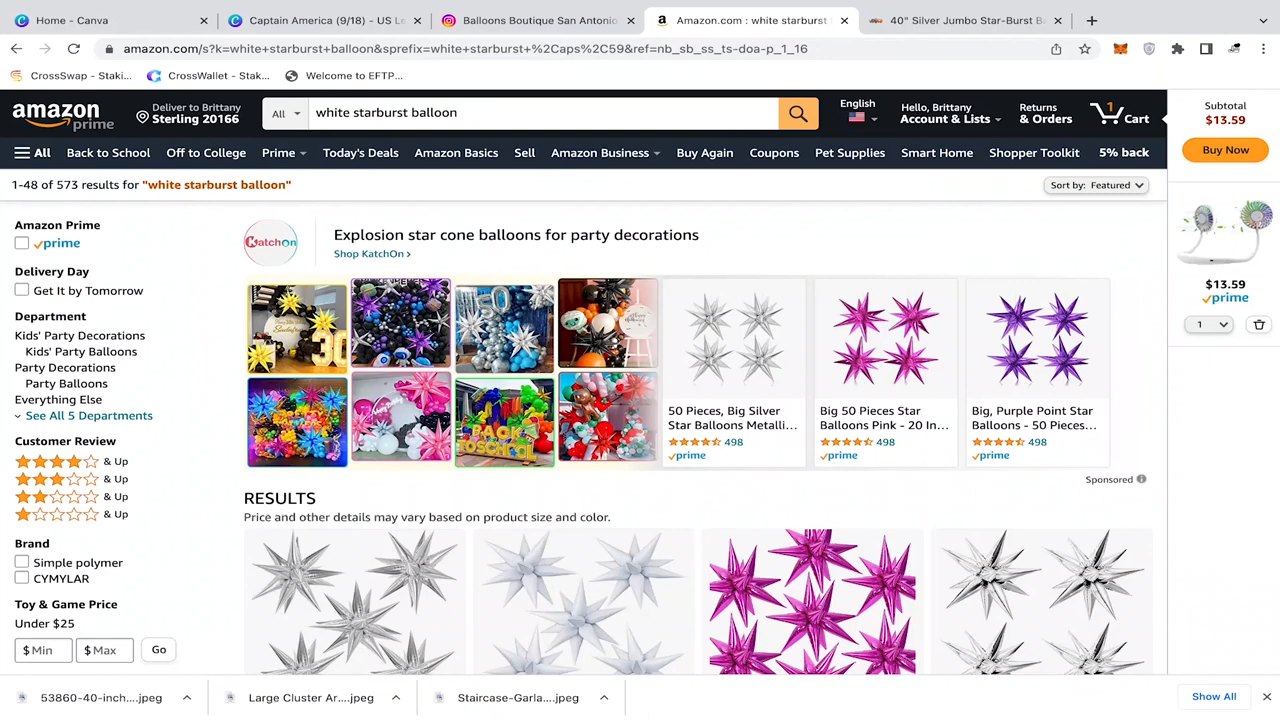 Home - Canva
Captain America (9/18) - US Le
Balloons Boutique San Antonio
Amazon.com : white starburst
40" Silver Jumbo Star-Burst Ba
amazon.com/s?k=white+starburst+balloon&sprefix=white+starburst+%2Caps%2C59&ref=nb_sb_ss_ts-doa-p_1_16
CrossSwap - Staki...
CrossWallet - Stak...
Welcome to EFTP...
amazon prime
Deliver to Brittany
Sterling 20166
All
white starburst balloon
English
Hello, Brittany
Account & Lists
Returns
& Orders
1
Cart
Subtotal
$13.59
Buy Now
All
Back to School
Off to College
Prime
Today's Deals
Amazon Basics
Sell
Amazon Business
Buy Again
Coupons
Pet Supplies
Smart Home
Shopper Toolkit
5% back
1-48 of 573 results for "white starburst balloon"
Sort by: Featured
$13.59
prime
1
Amazon Prime
prime
Delivery Day
Get It by Tomorrow
Department
Kids' Party Decorations
Kids' Party Balloons
Party Decorations
Party Balloons
Everything Else
See All 5 Departments
Customer Review
& Up
& Up
& Up
& Up
Brand
Simple polymer
CYMYLAR
Toy & Game Price
Under $25
$ Min
$ Max
Go
KatchOn
Explosion star cone balloons for party decorations
Shop KatchOn ›
30
50
BACK
TO SCHOOL
50 Pieces, Big Silver
Star Balloons Metalli...
498
prime
Big 50 Pieces Star
Balloons Pink - 20 In...
498
prime
Big, Purple Point Star
Balloons - 50 Pieces...
498
prime
Sponsored
RESULTS
Price and other details may vary based on product size and color.
53860-40-inch....jpeg
Large Cluster Ar....jpeg
Staircase-Garla....jpeg
Show All